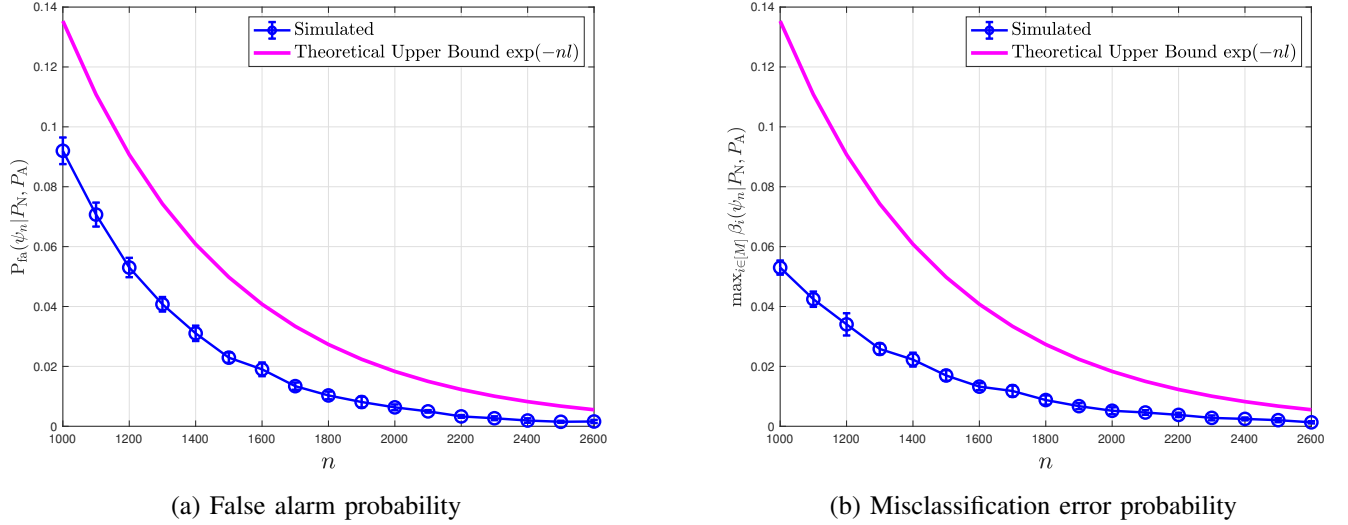 0.14
0.12
0.1
0.08
0.06
0.04
0.02
0
P_fa(ψ_n|P_N, P_A)
Simulated
Theoretical Upper Bound exp(−nl)
1000 1200 1400 1600 1800 2000 2200 2400 2600
n
(a) False alarm probability
0.14
0.12
0.1
0.08
0.06
0.04
0.02
0
max_{i∈[M]} β_i(ψ_n|P_N, P_A)
Simulated
Theoretical Upper Bound exp(−nl)
1000 1200 1400 1600 1800 2000 2200 2400 2600
n
(b) Misclassification error probability